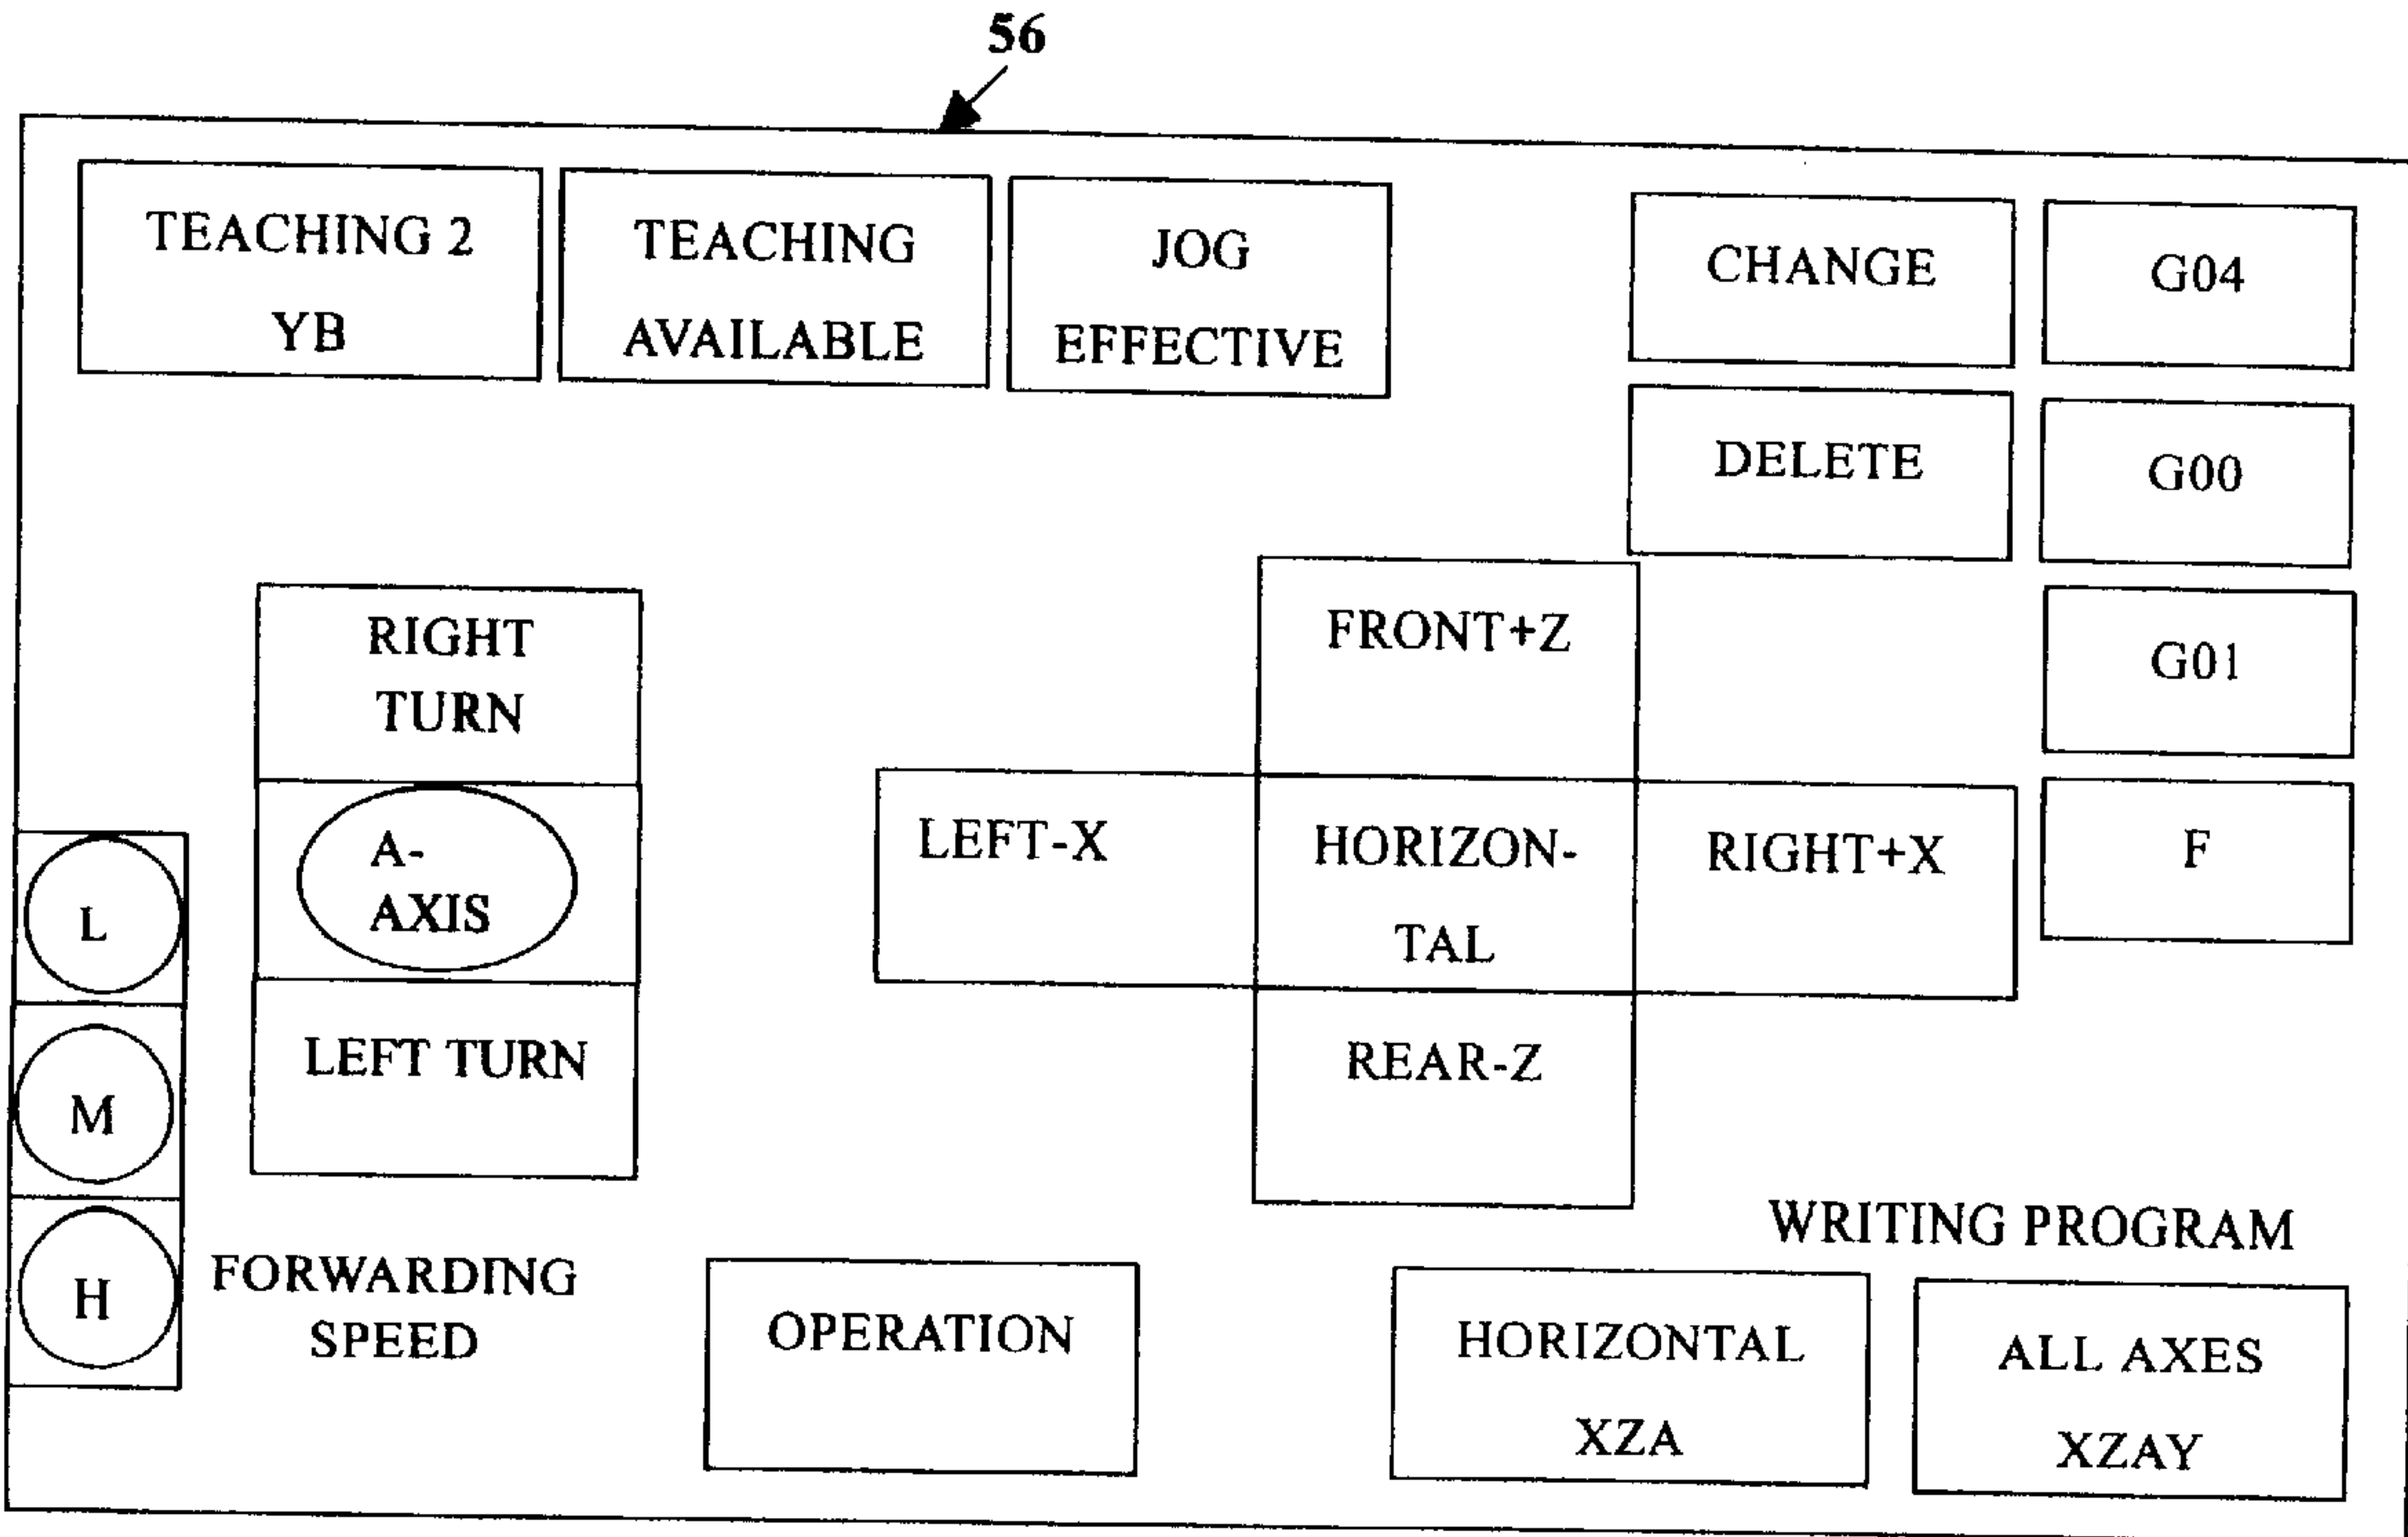 56
TEACHING 2
YB
TEACHING
AVAILABLE
JOG
EFFECTIVE
CHANGE
G04
DELETE
G00
RIGHT
TURN
FRONT+Z
G01
A-
AXIS
LEFT-X
HORIZON-
TAL
RIGHT+X
F
L
M
H
LEFT TURN
REAR-Z
FORWARDING
SPEED
OPERATION
WRITING PROGRAM
HORIZONTAL
XZA
ALL AXES
XZAY